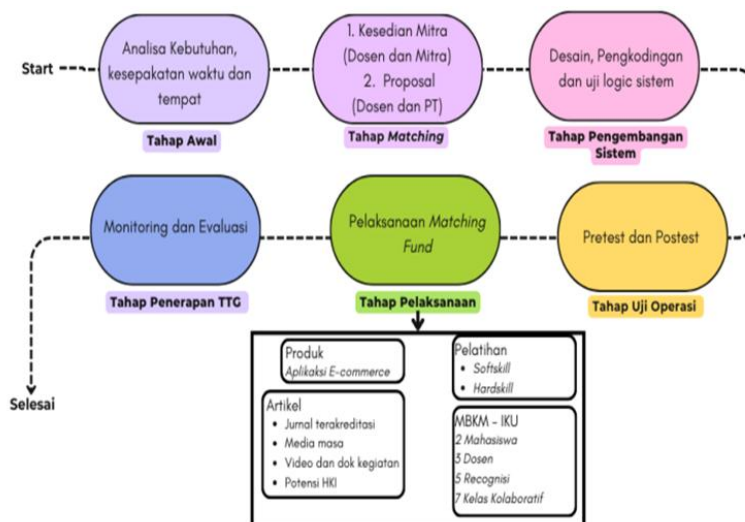 Start
Analisa Kebutuhan,
kesepakatan waktu dan
tempat
Tahap Awal
1. Kesedian Mitra
(Dosen dan Mitra)
2. Proposal
(Dosen dan PT)
Tahap Matching
Desain, Pengkodingan
dan uji logic sistem
Tahap Pengembangan
Sistem
Pretest dan Postest
Tahap Uji Operasi
Pelaksanaan Matching
Fund
Tahap Pelaksanaan
Monitoring dan Evaluasi
Tahap Penerapan TTG
Selesai
Produk
Aplikaksi E-commerce
Artikel
• Jurnal terakreditasi
• Media masa
• Video dan dok kegiatan
• Potensi HKI
Pelatihan
• Softskill
• Hardskill
MBKM - IKU
2 Mahasiswa
3 Dosen
5 Recognisi
7 Kelas Kolaboratif